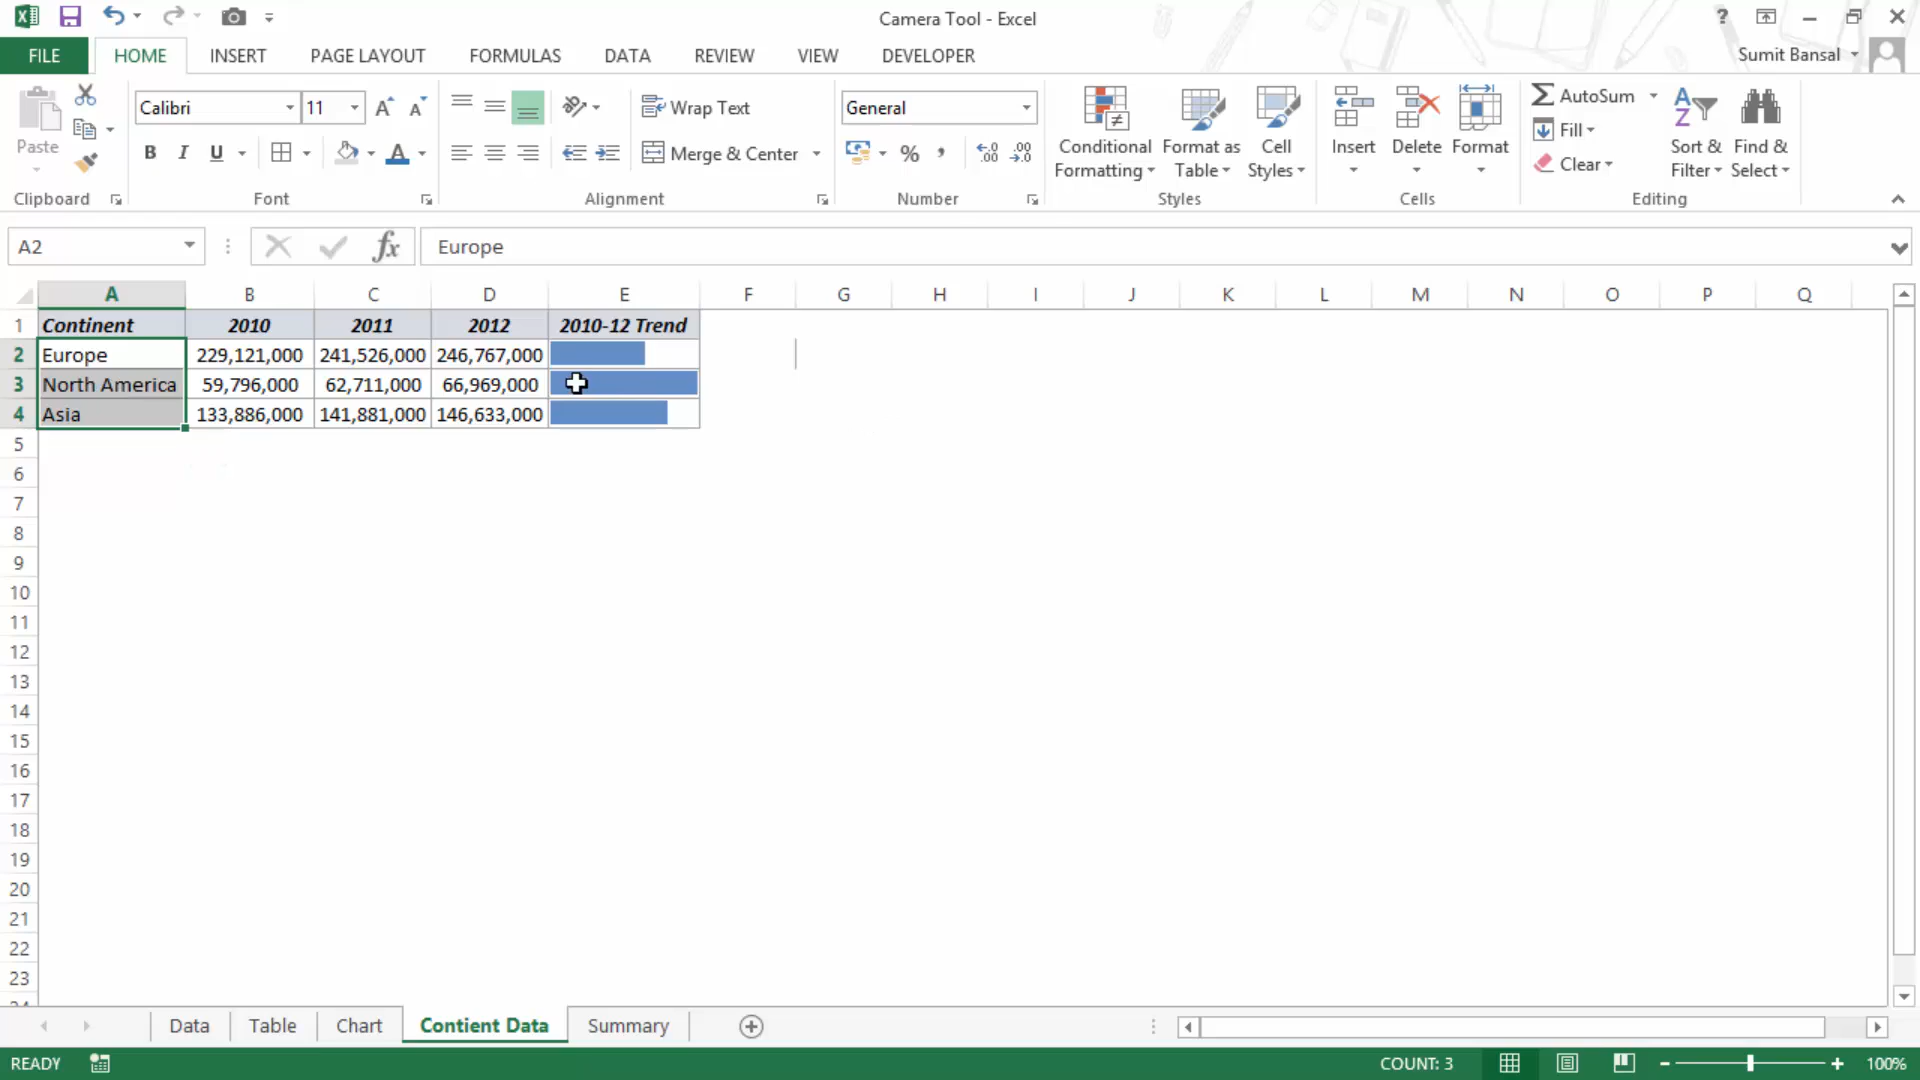 Camera Tool - Excel
?
FILE HOME INSERT PAGE LAYOUT FORMULAS DATA REVIEW VIEW DEVELOPER
Sumit Bansal
Paste
Calibri 11
B I U
Wrap Text
Merge & Center
General
% ,
Conditional Formatting
Format as Table
Cell Styles
Insert
Delete
Format
AutoSum
Fill
Clear
Sort & Filter
Find & Select
Clipboard Font Alignment Number Styles Cells Editing
A2 fx Europe
A B C D E F G H I J K L M N O P Q
1 Continent 2010 2011 2012 2010-12 Trend
2 Europe 229,121,000 241,526,000 246,767,000
3 North America 59,796,000 62,711,000 66,969,000
4 Asia 133,886,000 141,881,000 146,633,000
5
6
7
8
9
10
11
12
13
14
15
16
17
18
19
20
21
22
23
Data Table Chart Contient Data Summary
READY COUNT: 3 100%